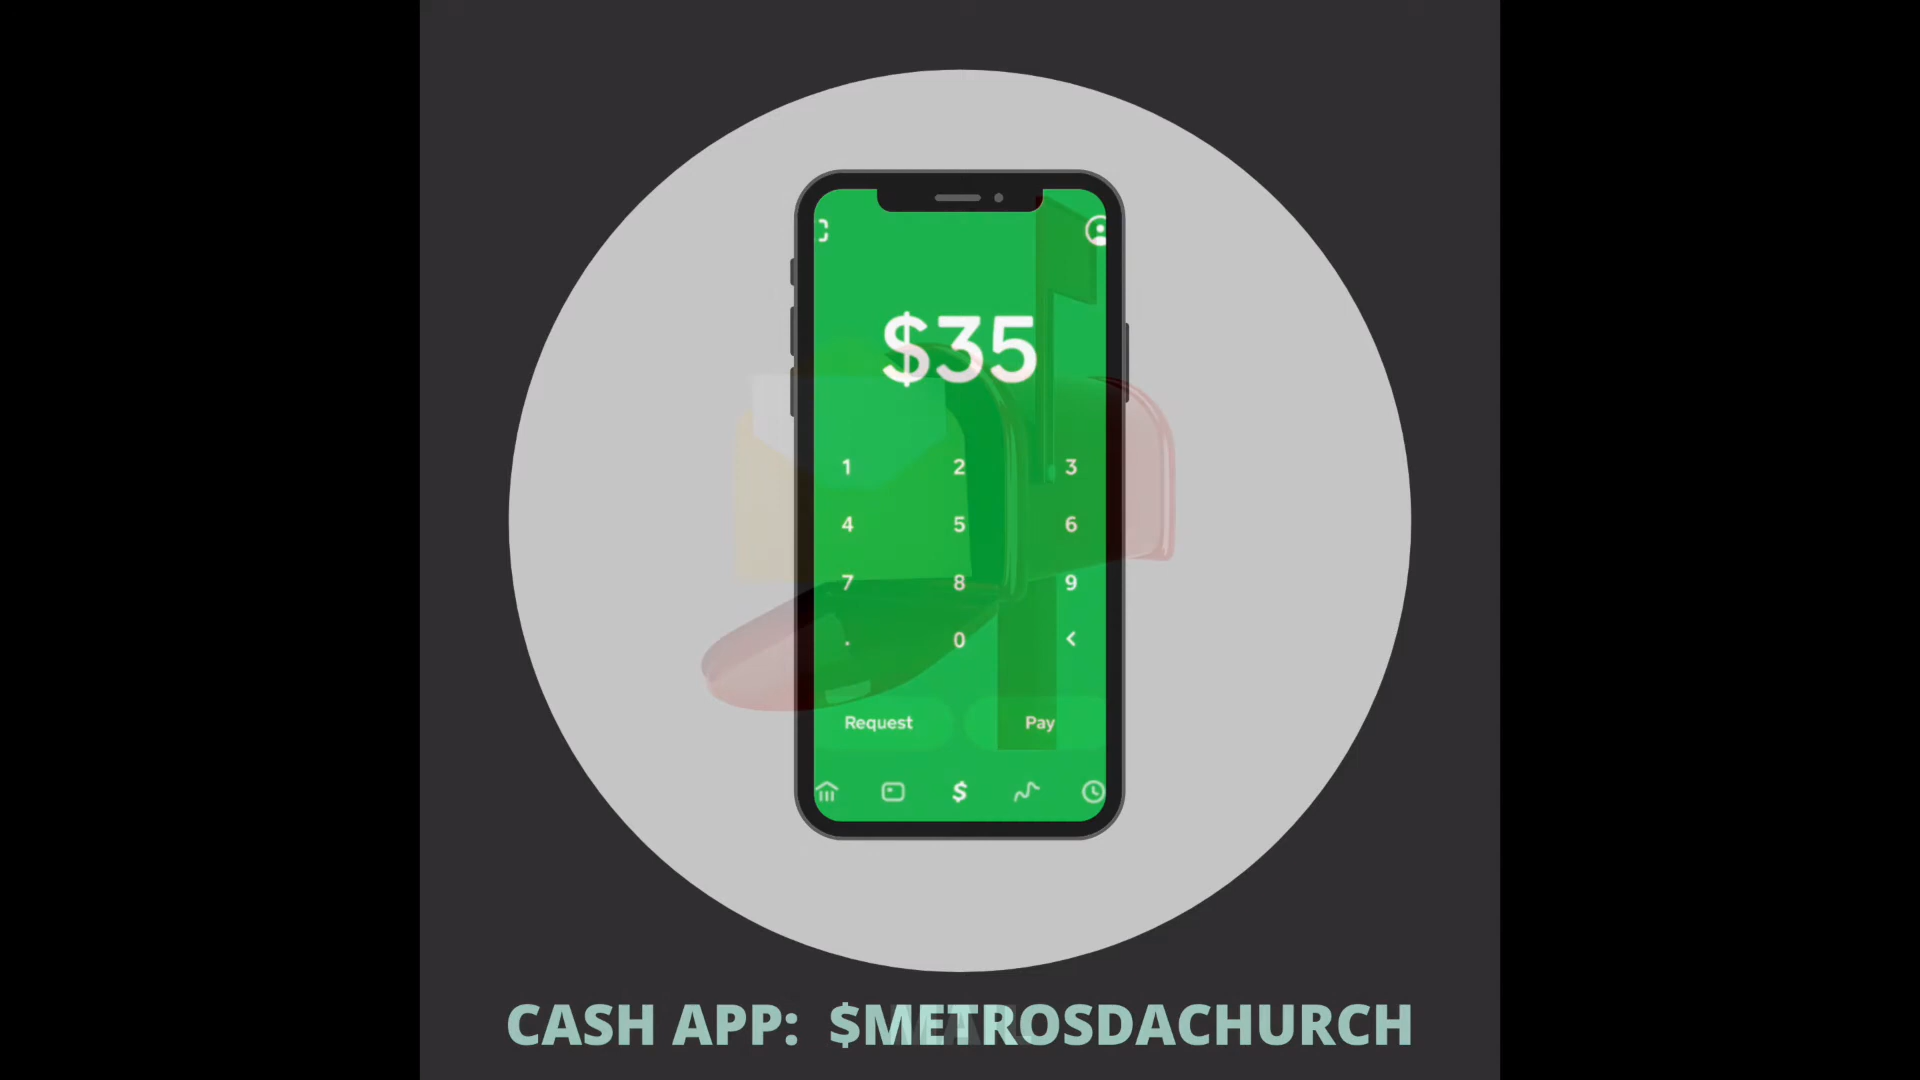 $35
1 2 3
4 5 6
7 8 9
. 0 <
Request Pay
$
CASH APP: $METROSDACHURCH